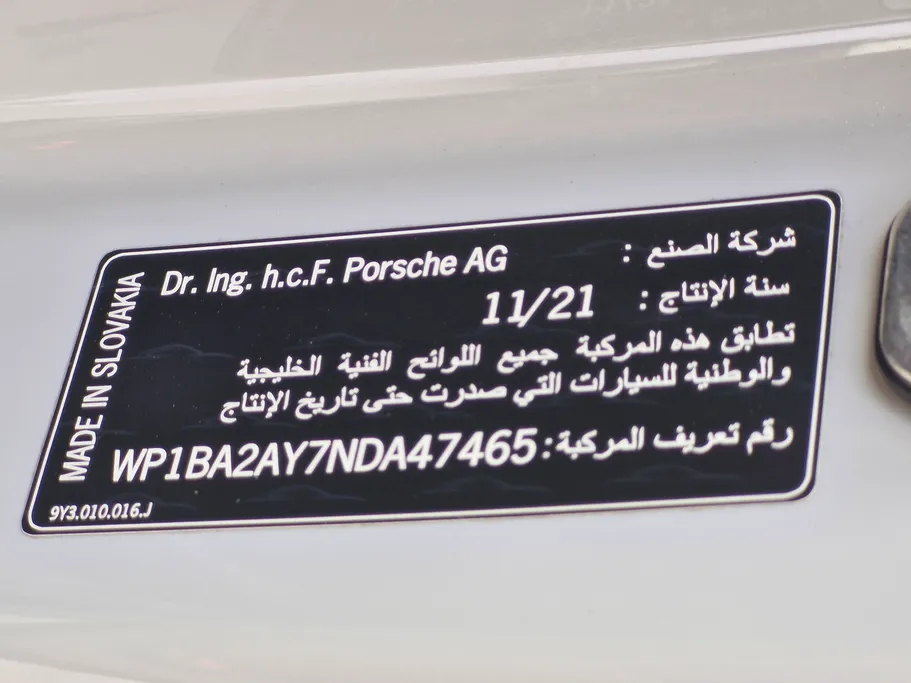 MADE IN SLOVAKIA
شركة الصنع : Dr. Ing. h.c.F. Porsche AG
سنة الإنتاج : 11/21
تطابق هذه المركبة جميع اللوائح الفنية الخليجية
والوطنية للسيارات التي صدرت حتى تاريخ الإنتاج
رقم تعريف المركبة: WP1BA2AY7NDA47465
9Y3.010.016.J